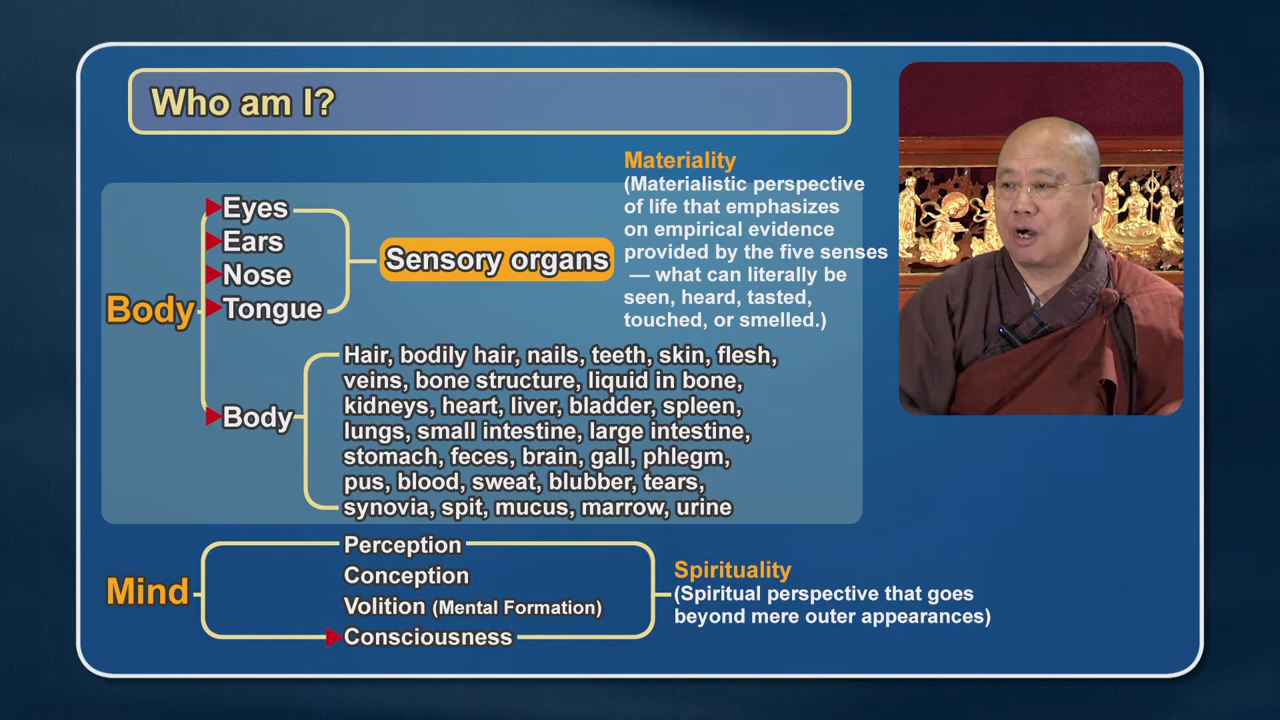 Who am I?
Materiality
(Materialistic perspective
of life that emphasizes
on empirical evidence
provided by the five senses
— what can literally be
seen, heard, tasted,
touched, or smelled.)
Body
Eyes
Ears
Nose
Tongue
Sensory organs
Body
Hair, bodily hair, nails, teeth, skin, flesh,
veins, bone structure, liquid in bone,
kidneys, heart, liver, bladder, spleen,
lungs, small intestine, large intestine,
stomach, feces, brain, gall, phlegm,
pus, blood, sweat, blubber, tears,
synovia, spit, mucus, marrow, urine
Mind
Perception
Conception
Volition (Mental Formation)
Consciousness
Spirituality
(Spiritual perspective that goes
beyond mere outer appearances)